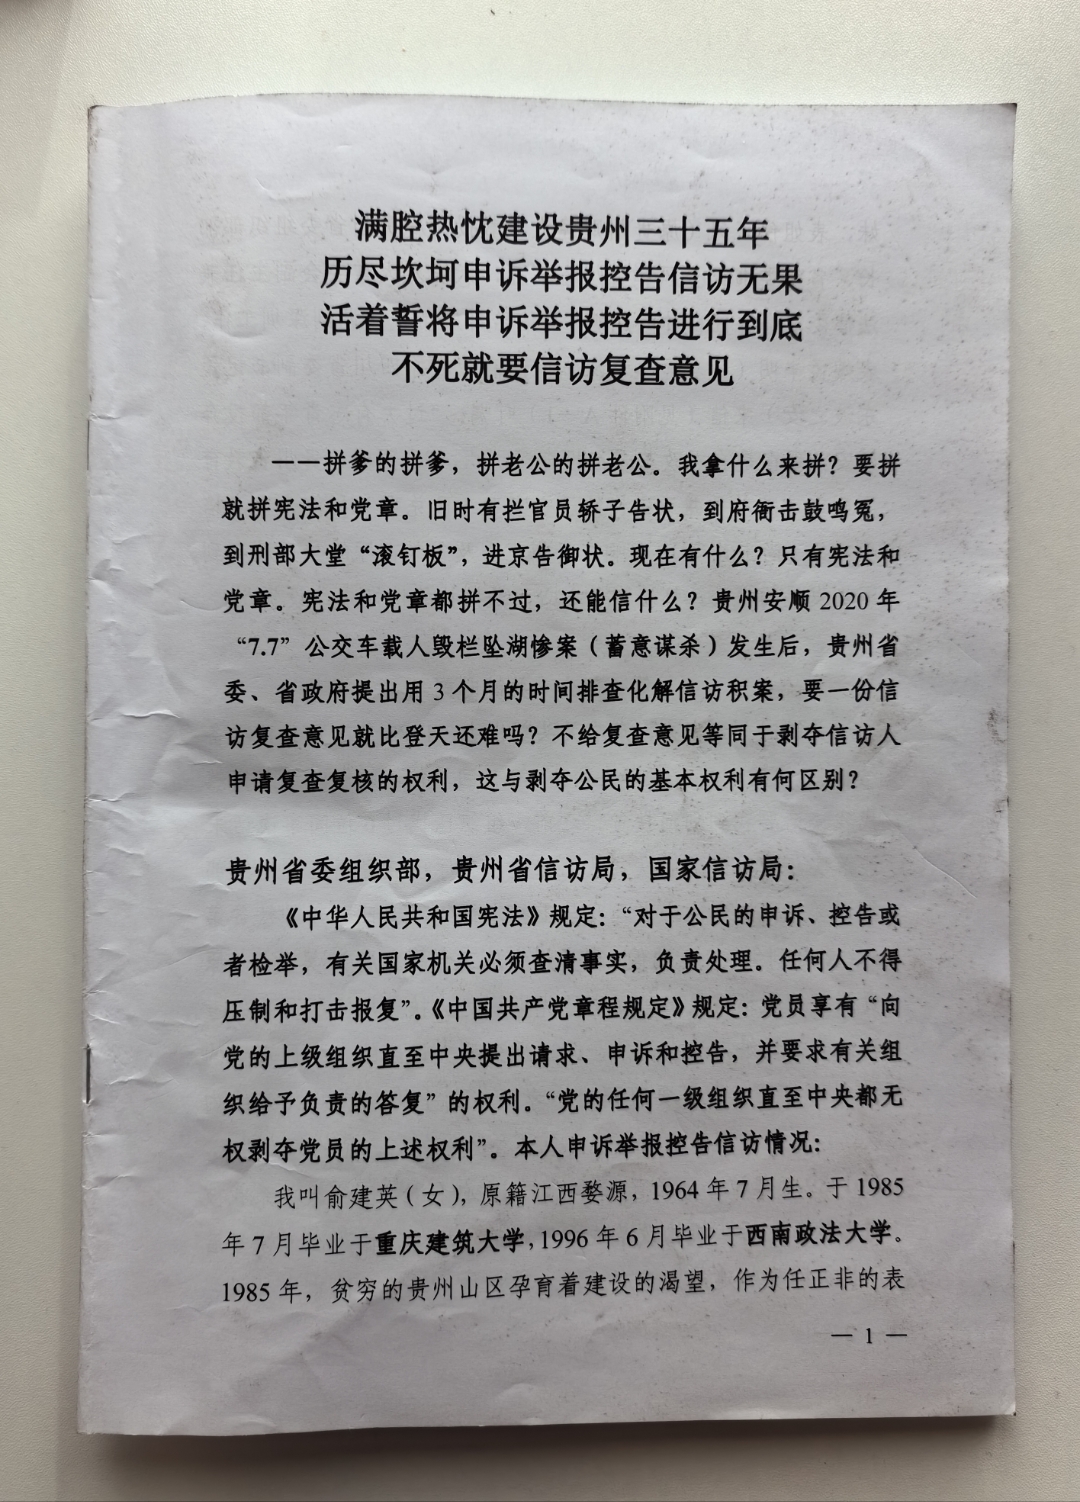 满腔热忱建设贵州三十五年
历尽坎坷申诉举报控告信访无果
活着誓将申诉举报控告进行到底
不死就要信访复查意见
——拼爹的拼爹，拼老公的拼老公。我拿什么来拼？要拼
就拼宪法和党章。旧时有拦官员轿子告状，到府衙击鼓鸣冤，
到刑部大堂“滚钉板”，进京告御状。现在有什么？只有宪法和
党章。宪法和党章都拼不过，还能信什么？贵州安顺 2020 年
“7.7”公交车载人毁栏坠湖惨案（蓄意谋杀）发生后，贵州省
委、省政府提出用 3 个月的时间排查化解信访积案，要一份信
访复查意见就比登天还难吗？不给复查意见等同于剥夺信访人
申请复查复核的权利，这与剥夺公民的基本权利有何区别？
贵州省委组织部，贵州省信访局，国家信访局：
《中华人民共和国宪法》规定：“对于公民的申诉、控告或
者检举，有关国家机关必须查清事实，负责处理。任何人不得
压制和打击报复”。《中国共产党章程规定》规定：党员享有“向
党的上级组织直至中央提出请求、申诉和控告，并要求有关组
织给予负责的答复”的权利。“党的任何一级组织直至中央都无
权剥夺党员的上述权利”。本人申诉举报控告信访情况：
我叫俞建英（女），原籍江西婺源，1964 年 7 月生。于 1985
年 7 月毕业于重庆建筑大学，1996 年 6 月毕业于西南政法大学。
1985 年，贫穷的贵州山区孕育着建设的渴望，作为任正非的表
— 1 —